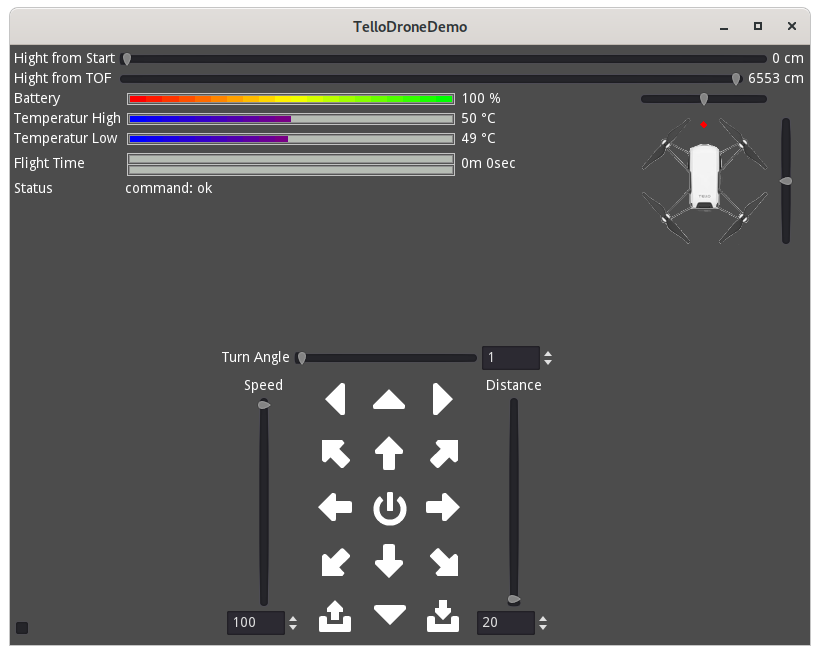 TelloDroneDemo
Hight from Start 0 cm
Hight from TOF 6553 cm
Battery 100 %
Temperatur High 50 °C
Temperatur Low 49 °C
Flight Time 0m 0sec
Status command: ok
TELLO
Turn Angle 1
Speed Distance
100 20